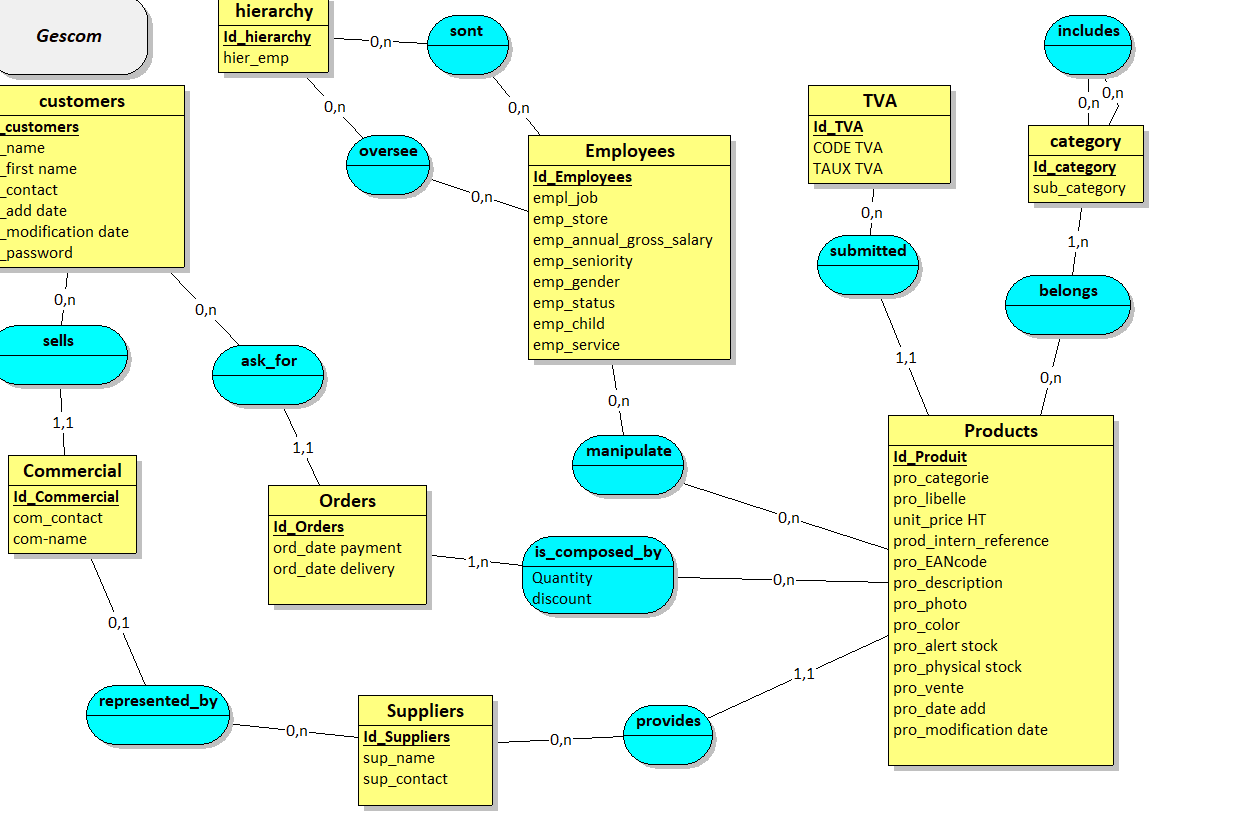 Gescom
hierarchy
Id_hierarchy
hier_emp
0,n
sont
0,n
0,n
oversee
0,n
includes
0,n
0,n
customers
_customers
_name
_first name
_contact
_add date
_modification date
_password
Employees
Id_Employees
empl_job
emp_store
emp_annual_gross_salary
emp_seniority
emp_gender
emp_status
emp_child
emp_service
TVA
Id_TVA
CODE TVA
TAUX TVA
category
Id_category
sub_category
0,n
submitted
1,1
1,n
belongs
0,n
0,n
sells
1,1
0,n
ask_for
1,1
0,n
manipulate
0,n
Commercial
Id_Commercial
com_contact
com-name
Orders
Id_Orders
ord_date payment
ord_date delivery
1,n
is_composed_by
Quantity
discount
0,n
Products
Id_Produit
pro_categorie
pro_libelle
unit_price HT
prod_intern_reference
pro_EANcode
pro_description
pro_photo
pro_color
pro_alert stock
pro_physical stock
pro_vente
pro_date add
pro_modification date
0,1
represented_by
0,n
Suppliers
Id_Suppliers
sup_name
sup_contact
0,n
provides
1,1